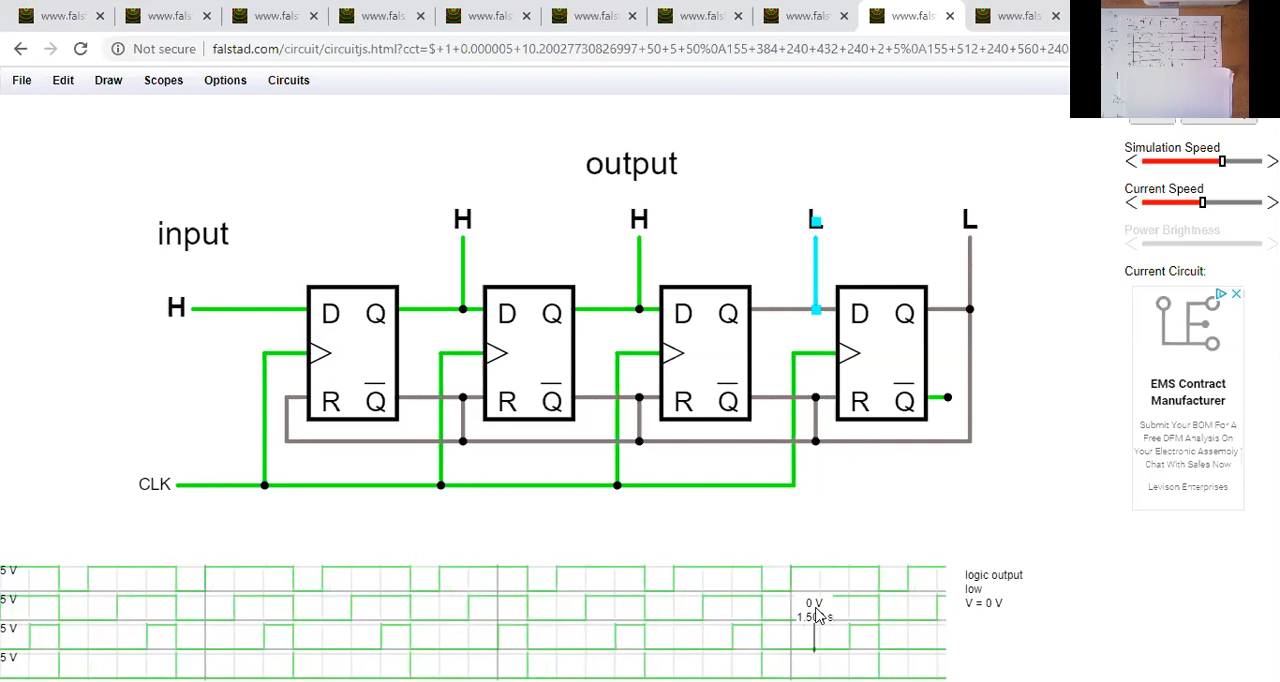 www.fals
www.fals
www.fals
www.fals
www.fals
www.fals
www.fals
www.fals
www.fals
www.fals
Not secure
falstad.com/circuit/circuitjs.html?cct=$+1+0.000005+10.20027730826997+50+5+50%0A155+384+240+432+240+2+5%0A155+512+240+560+240
File Edit Draw Scopes Options Circuits
Simulation Speed
Current Speed
Power Brightness
Current Circuit:
EMS Contract
Manufacturer
Submit Your BOM For A
Free DFM Analysis On
Your Electronic Assembly
Chat With Sales Now
Levison Enterprises
output
input
H H L L
H
D Q D Q D Q D Q
R Q R Q R Q R Q
CLK
5 V
5 V
5 V
5 V
0 V
logic output
low
V = 0 V